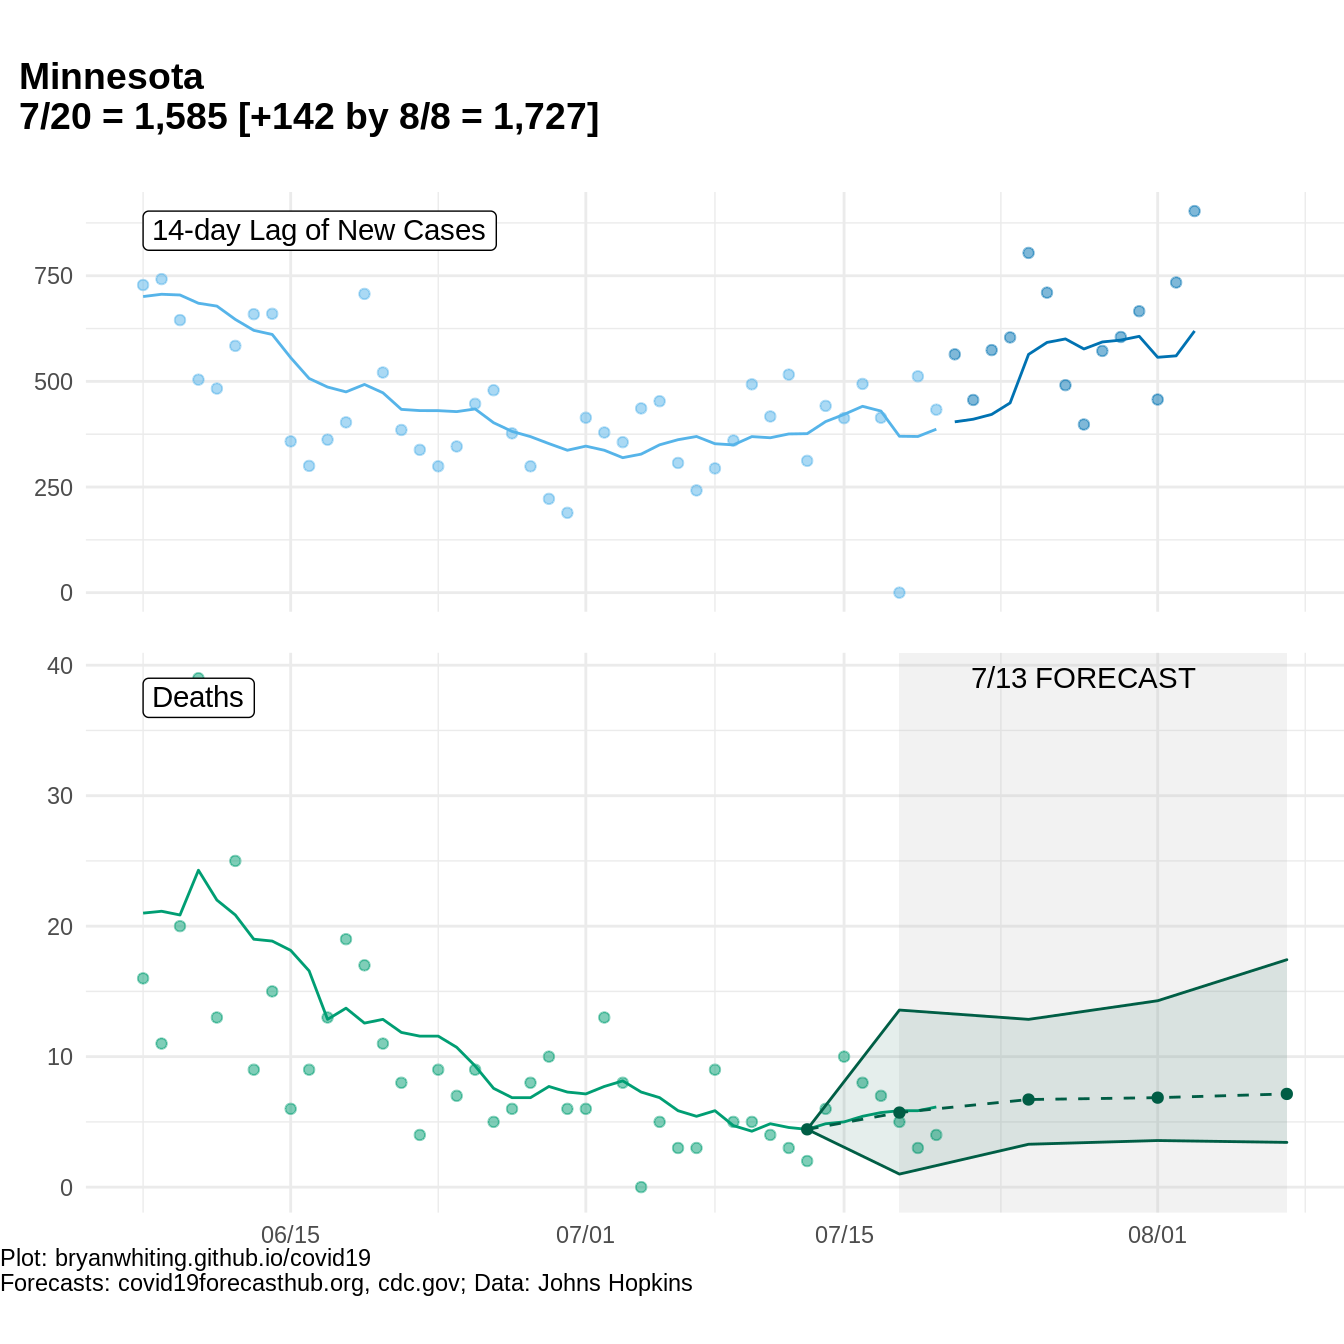 Minnesota
7/20 = 1,585 [+142 by 8/8 = 1,727]
14-day Lag of New Cases
750
500
250
0
Deaths
7/13 FORECAST
40
30
20
10
0
06/15
07/01
07/15
08/01
Plot: bryanwhiting.github.io/covid19
Forecasts: covid19forecasthub.org, cdc.gov; Data: Johns Hopkins